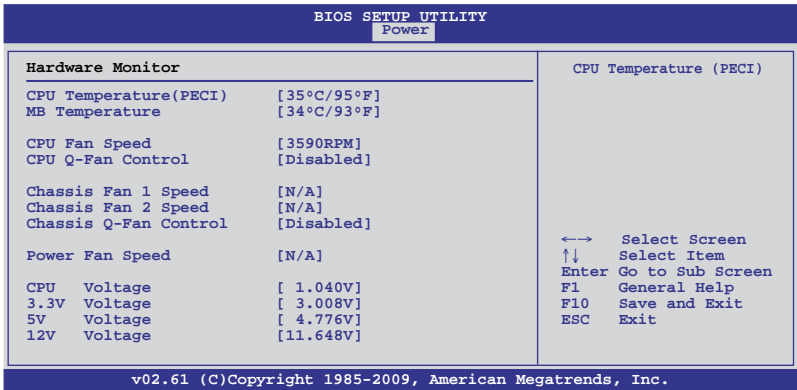 BIOS SETUP UTILITY
Power
Hardware Monitor
CPU Temperature(PECI) [35ºC/95ºF]
MB Temperature [34ºC/93ºF]
CPU Fan Speed [3590RPM]
CPU Q-Fan Control [Disabled]
Chassis Fan 1 Speed [N/A]
Chassis Fan 2 Speed [N/A]
Chassis Q-Fan Control [Disabled]
Power Fan Speed [N/A]
CPU Voltage [ 1.040V]
3.3V Voltage [ 3.008V]
5V Voltage [ 4.776V]
12V Voltage [11.648V]
CPU Temperature (PECI)
←→ Select Screen
↑↓ Select Item
Enter Go to Sub Screen
F1 General Help
F10 Save and Exit
ESC Exit
v02.61 (C)Copyright 1985-2009, American Megatrends, Inc.